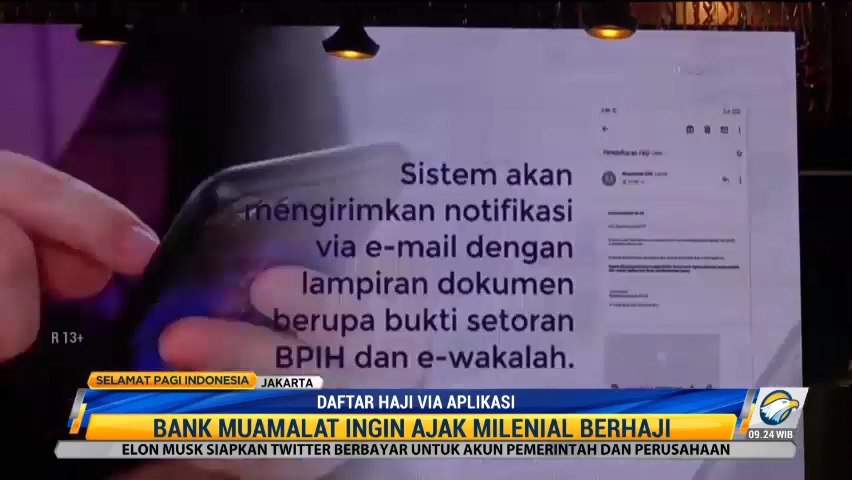 Sistem akan
mengirimkan notifikasi
via e-mail dengan
lampiran dokumen
berupa bukti setoran
BPIH dan e-wakalah.
Pendaftaran Haji
R 13+
SELAMAT PAGI INDONESIA
JAKARTA
DAFTAR HAJI VIA APLIKASI
BANK MUAMALAT INGIN AJAK MILENIAL BERHAJI
09.24 WIB
ELON MUSK SIAPKAN TWITTER BERBAYAR UNTUK AKUN PEMERINTAH DAN PERUSAHAAN